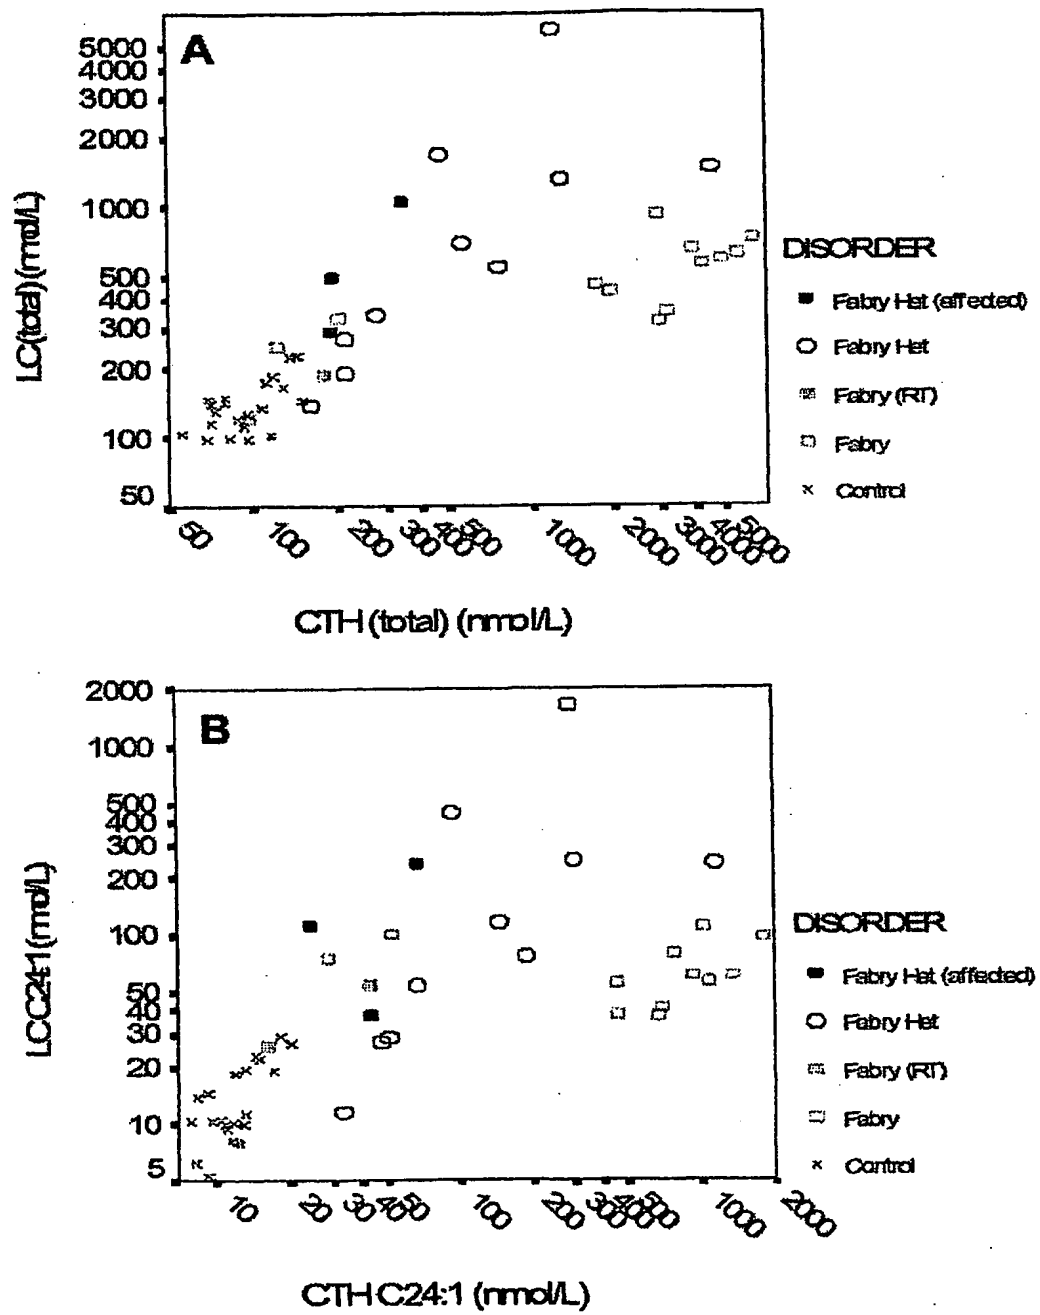 A
5000
4000
3000
2000
1000
500
400
300
200
100
50
LC(total)(nmol/L)
50 100 200 300 400 500 1000 2000 3000 4000 5000
CTH (total) (nmol/L)
DISORDER
Fabry Het (affected)
Fabry Het
Fabry (RT)
Fabry
Control
B
2000
1000
500
400
300
200
100
50
40
30
20
10
5
LCC24:1(nmol/L)
10 20 30 40 50 100 200 300 400 500 1000 2000
CTH C24:1 (nmol/L)
DISORDER
Fabry Het (affected)
Fabry Het
Fabry (RT)
Fabry
Control